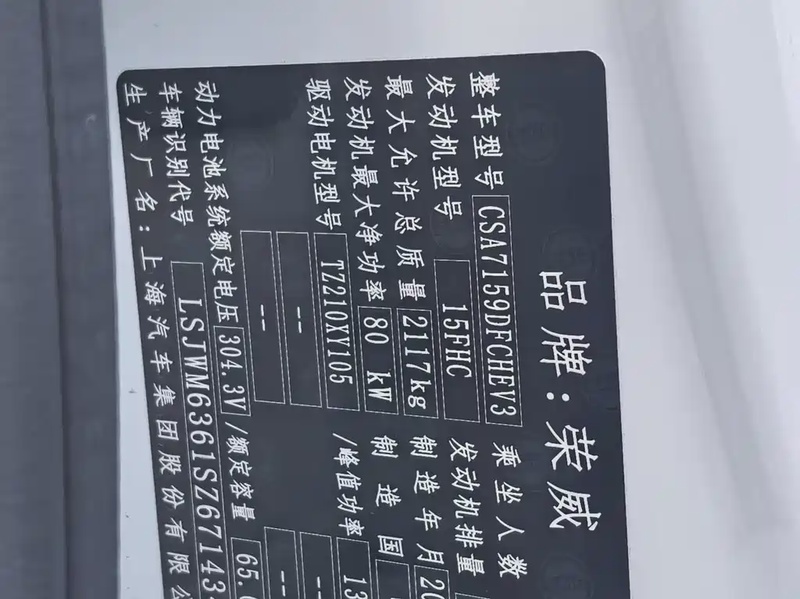 品牌:荣威
整车型号 CSA7159DFCHEV3 乘坐人数
发动机型号 15FHC 发动机排量
最大允许总质量 2117kg 制造年月 20
发动机最大净功率 80 kW 制造国
驱动电机型号 TZ210XY105 /峰值功率 13
-- --
-- --
动力电池系统额定电压 304.3V /额定容量 65.
车辆识别代号 LSJWM6361SZ67143
生产厂名:上海汽车集团股份有限